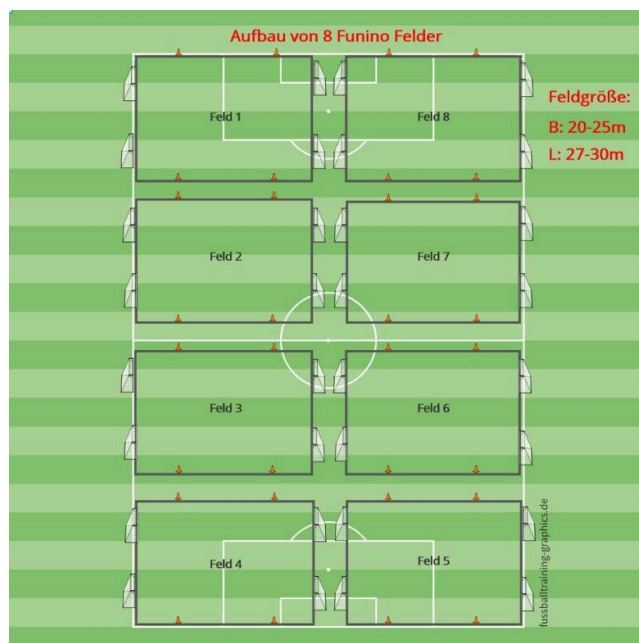 Aufbau von 8 Funino Felder
Feldgröße:
B: 20-25m
L: 27-30m
Feld 1
Feld 8
Feld 2
Feld 7
Feld 3
Feld 6
Feld 4
Feld 5
fussballtraining-graphics.de